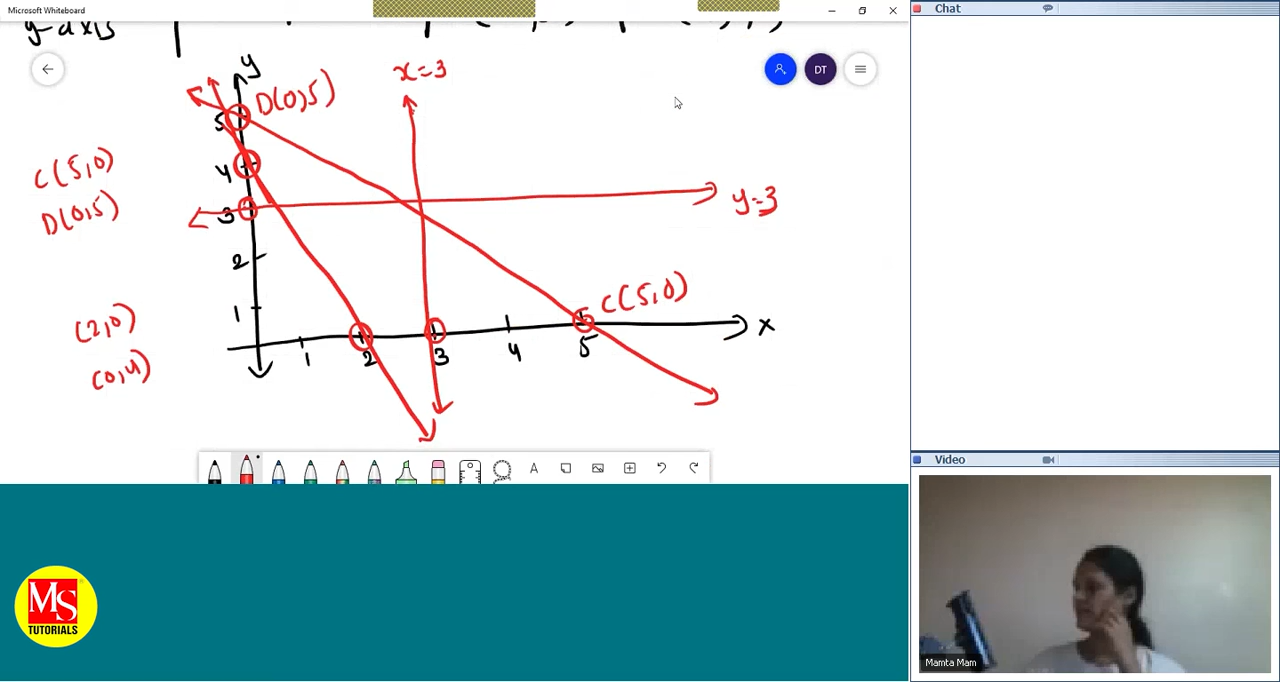 Microsoft Whiteboard
Chat
y-axis
y
x=3
DT
D(0,5)
5
C(5,0)
4
D(0,5)
3
y=3
2
C(5,0)
1
(2,0)
x
1
2
3
4
5
(0,4)
A
Video
MS
TUTORIALS
Mamta Mam